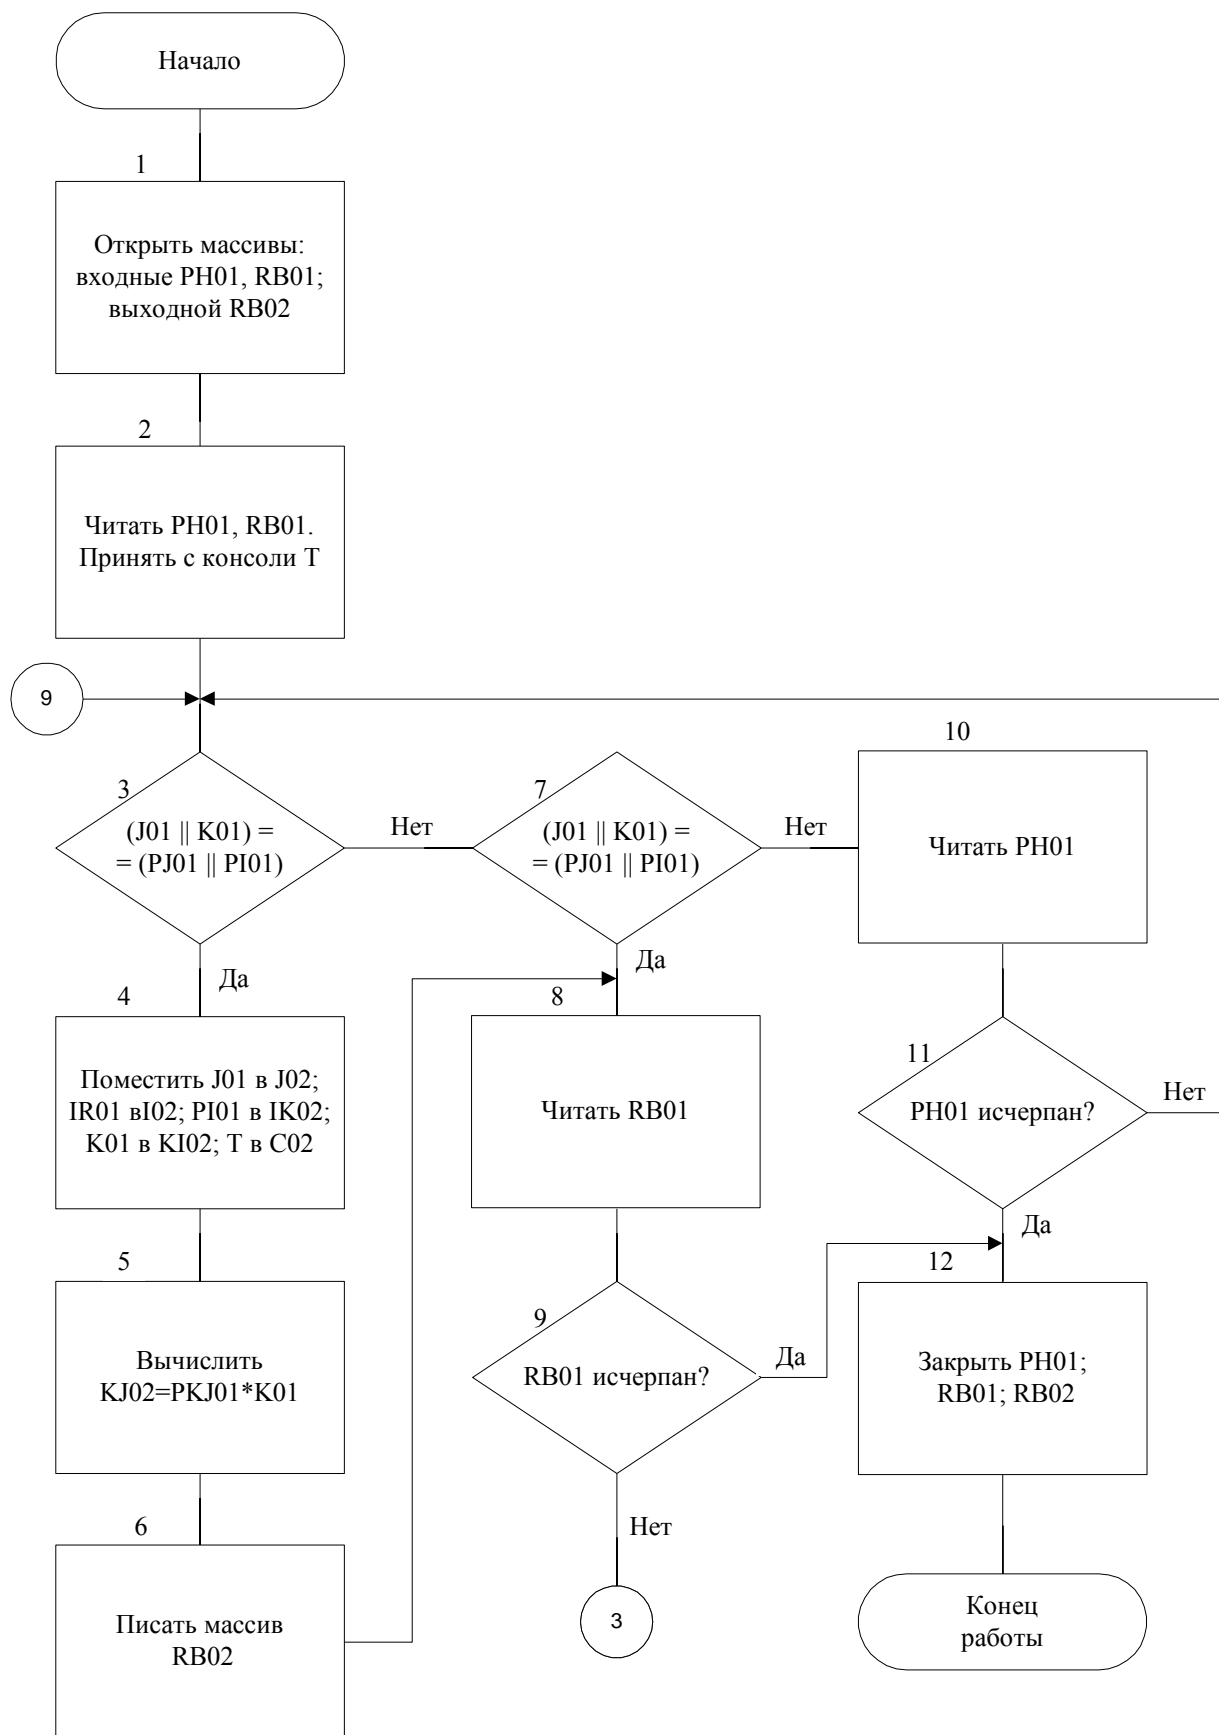 Начало
1
Открыть массивы:
входные PH01, RB01;
выходной RB02
2
Читать PH01, RB01.
Принять с консоли T
9
3
(J01 || K01) =
= (PJ01 || PI01)
Нет
7
(J01 || K01) =
= (PJ01 || PI01)
Нет
10
Читать PH01
Да
4
Поместить J01 в J02;
IR01 вI02; PI01 в IK02;
K01 в KI02; T в C02
Да
8
Читать RB01
11
PH01 исчерпан?
Нет
Да
5
Вычислить
KJ02=PKJ01*K01
9
RB01 исчерпан?
Да
12
Закрыть PH01;
RB01; RB02
6
Писать массив
RB02
Нет
3
Конец
работы